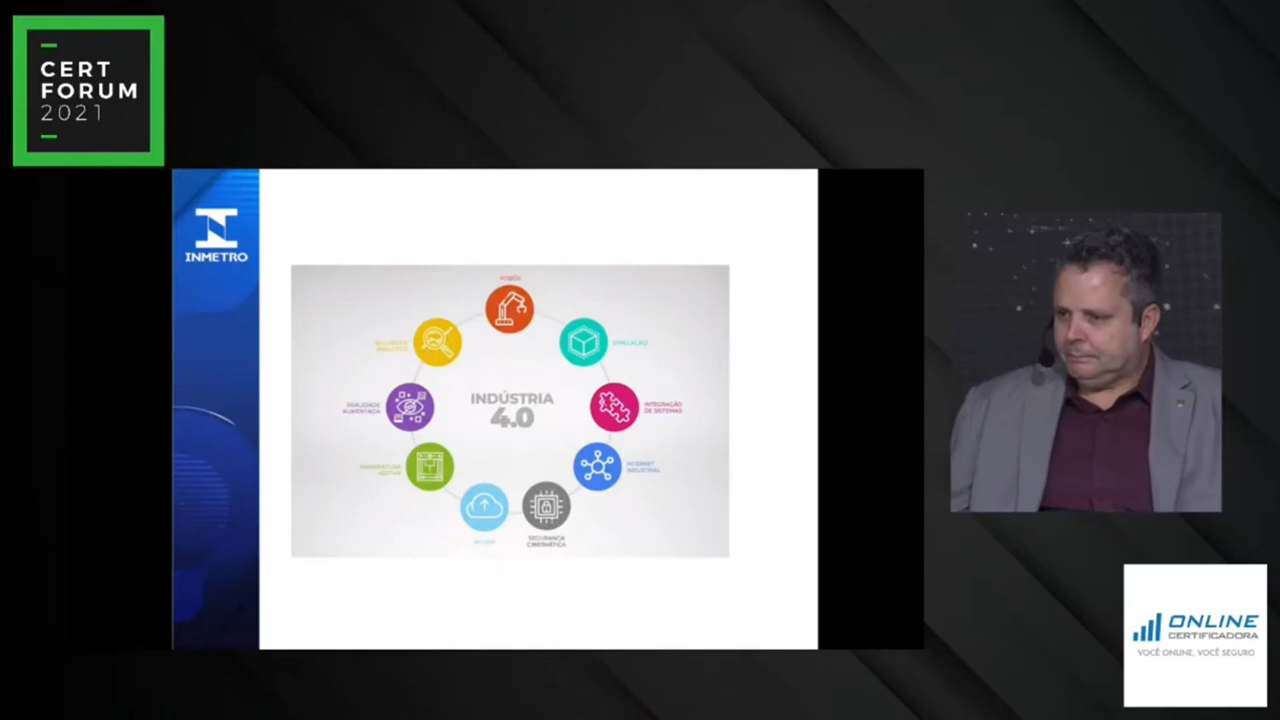 CERT
FORUM
2021
INMETRO
ROBÔS
SIMULAÇÃO
INTEGRAÇÃO
DE SISTEMAS
INTERNET
INDUSTRIAL
SEGURANÇA
CIBERNÉTICA
MANUFATURA
ADITIVA
REALIDADE
AUMENTADA
ANALYTICS
INDÚSTRIA
4.0
ONLINE
CERTIFICADORA
VOCÊ ONLINE, VOCÊ SEGURO